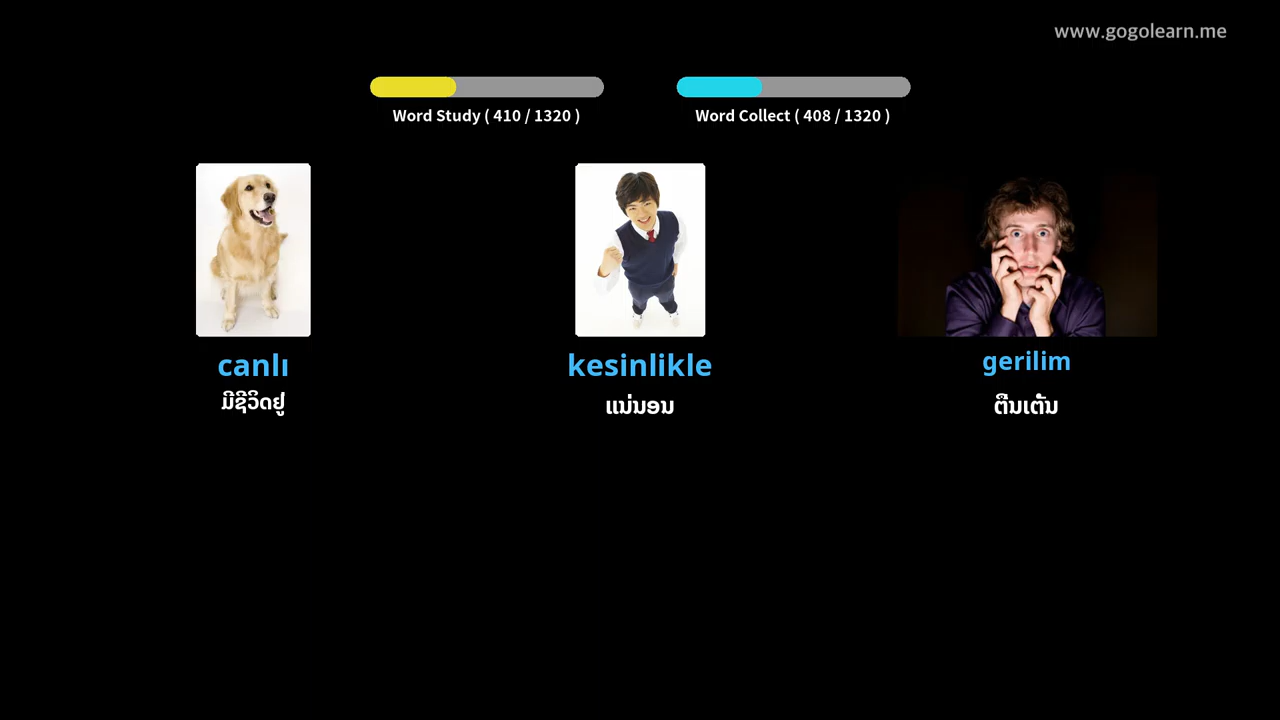 www.gogolearn.me
Word Study ( 410 / 1320 )
Word Collect ( 408 / 1320 )
canlı
kesinlikle
gerilim
ມີຊີວິດຢູ່
ແນ່ນອນ
ຕືນເຕັ້ນ